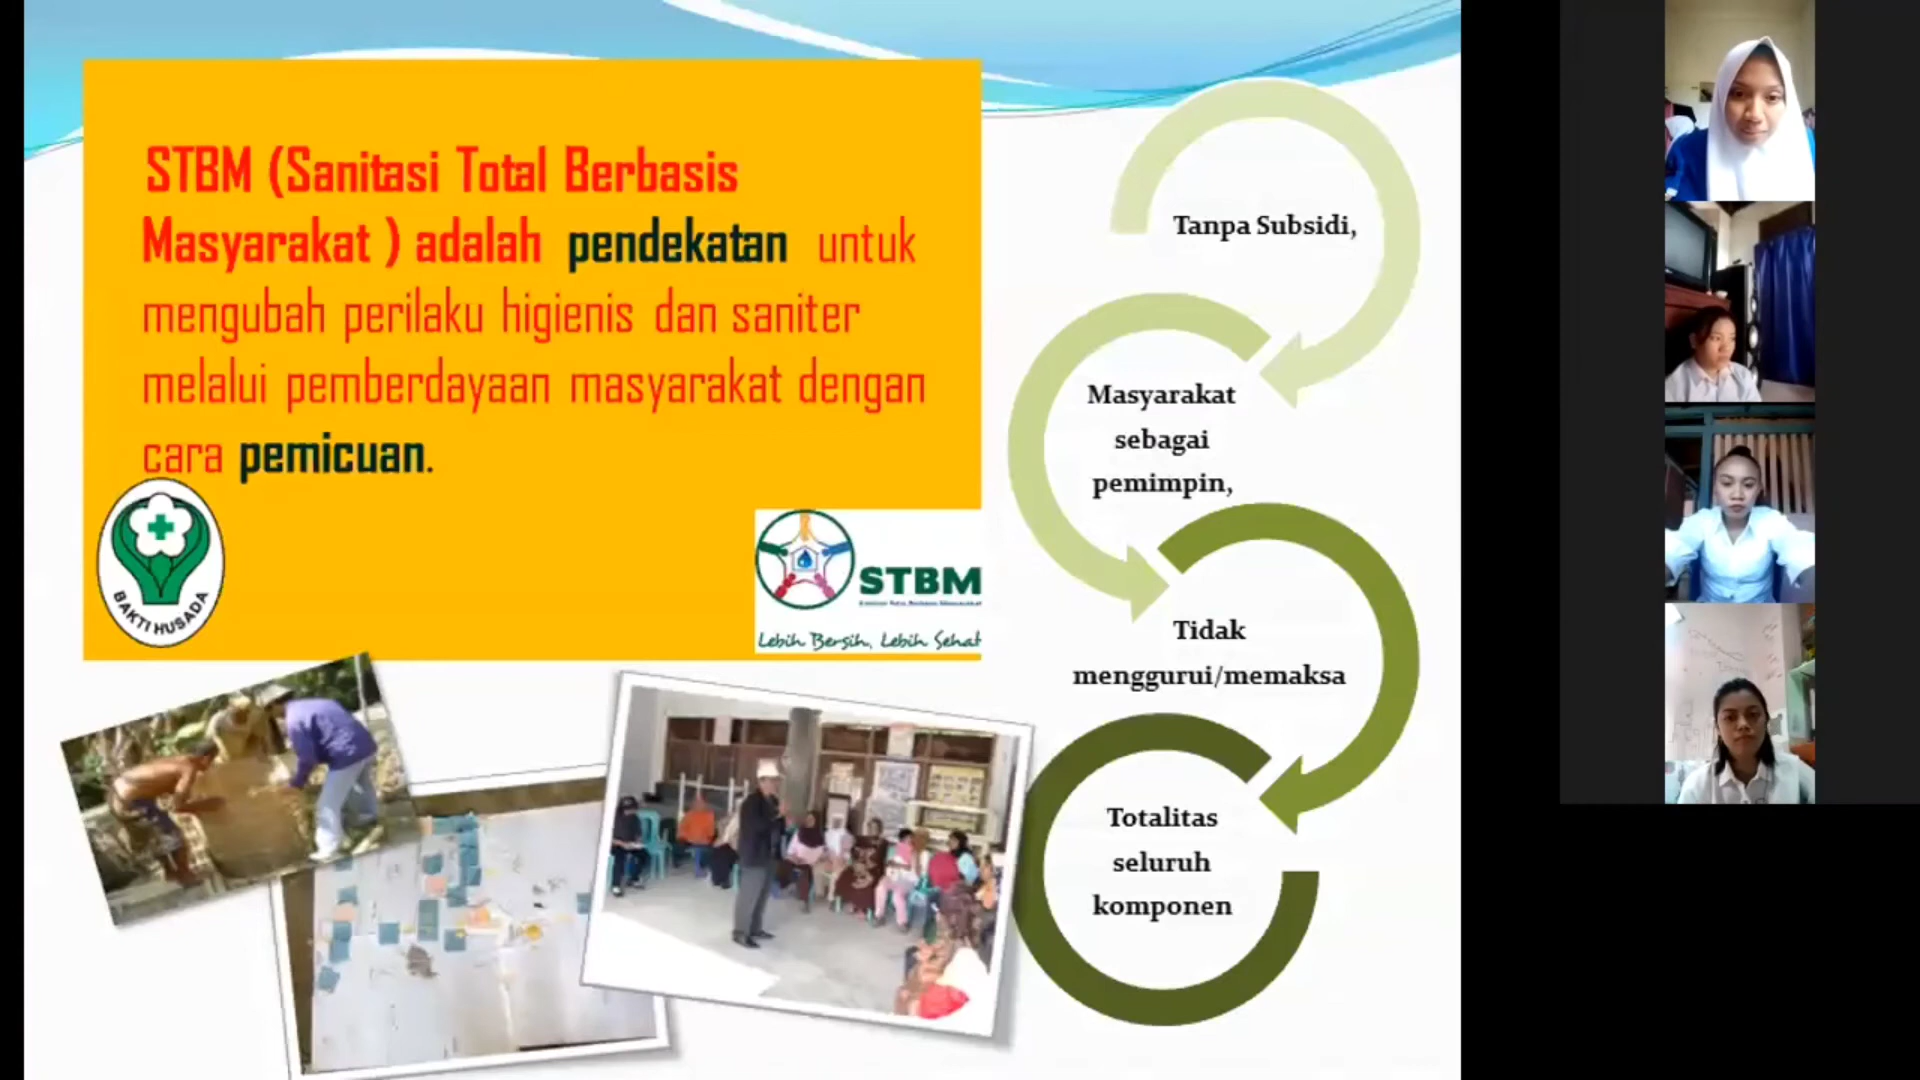 STBM (Sanitasi Total Berbasis
Masyarakat ) adalah pendekatan untuk
mengubah perilaku higienis dan saniter
melalui pemberdayaan masyarakat dengan
cara pemicuan.
BAKTI HUSADA
STBM
Lebih Bersih, Lebih Sehat
Tanpa Subsidi,
Masyarakat
sebagai
pemimpin,
Tidak
menggurui/memaksa
Totalitas
seluruh
komponen